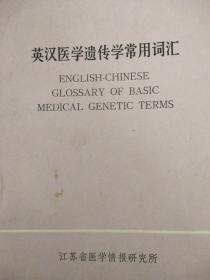 英汉医学遗传学常用词汇
ENGLISH-CHINESE
GLOSSARY OF BASIC
MEDICAL GENETIC TERMS
江苏省医学情报研究所